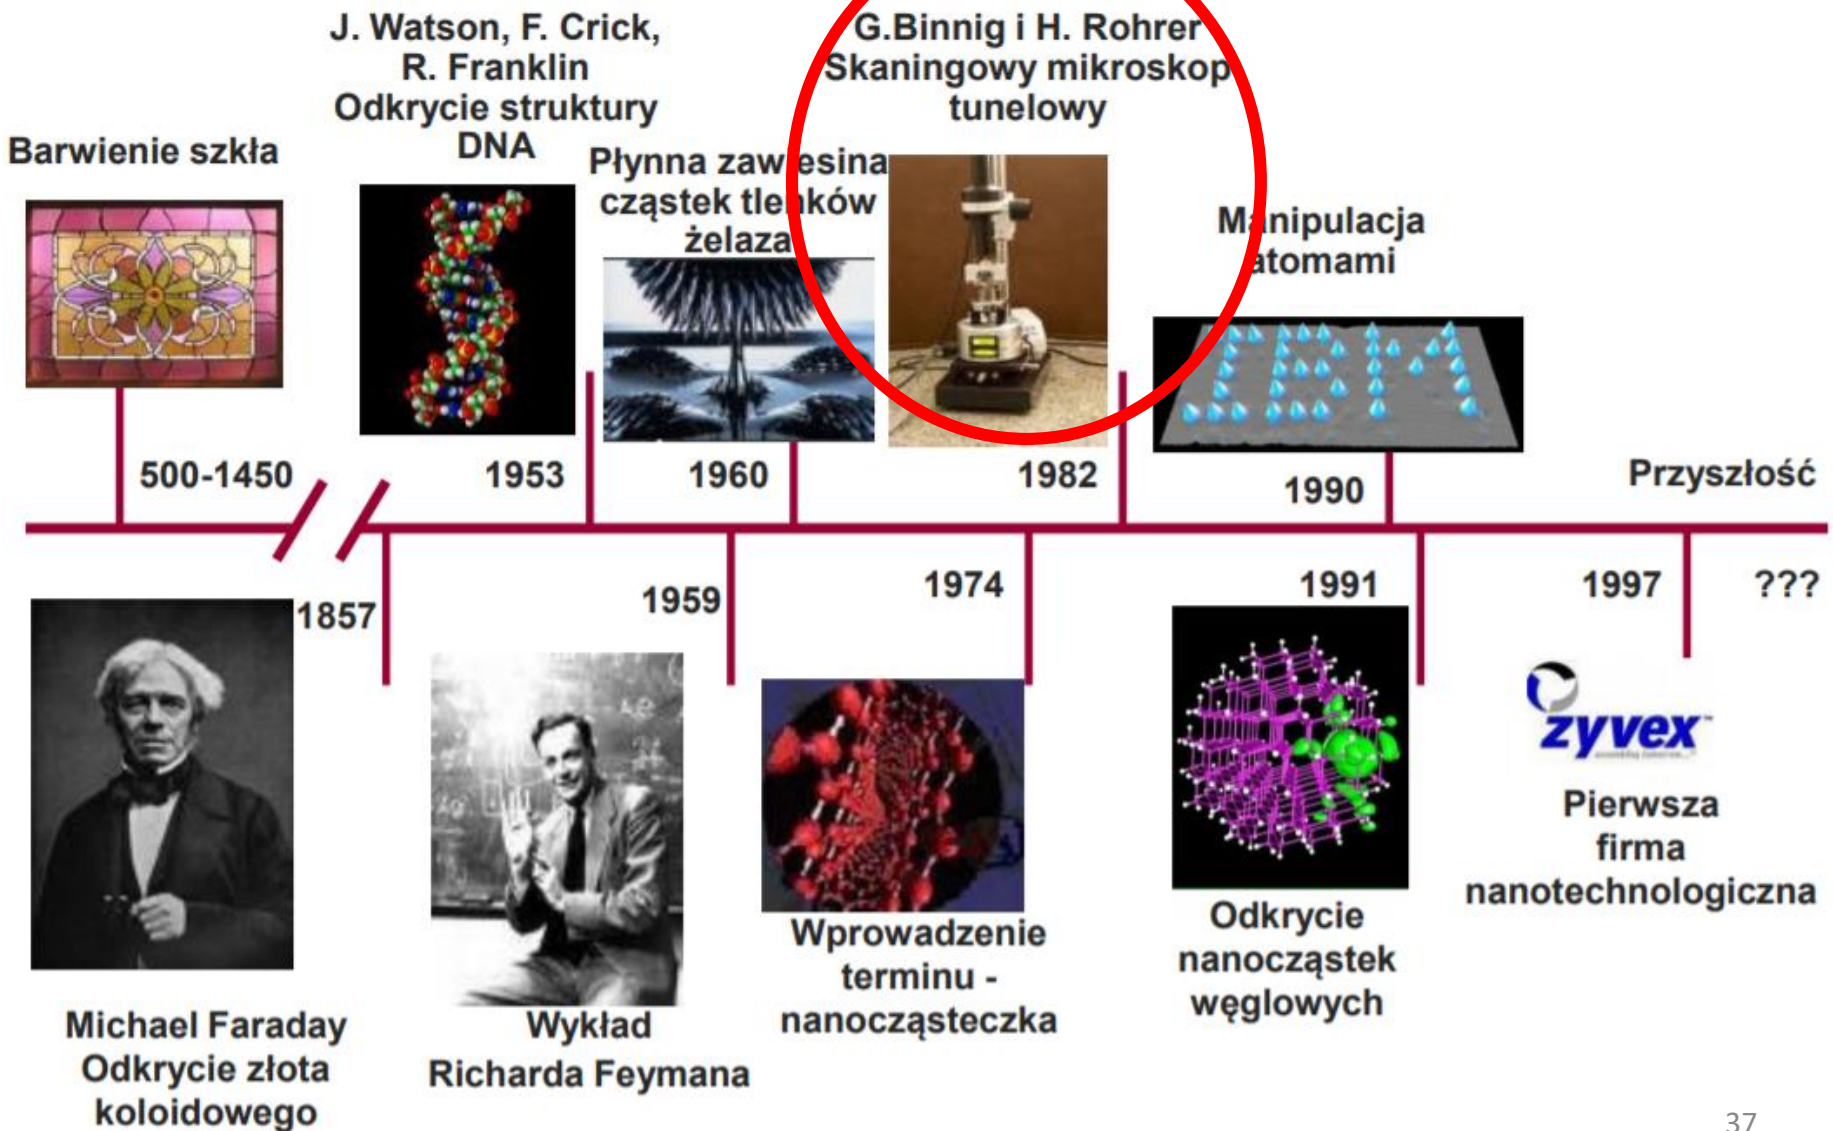 J. Watson, F. Crick,
R. Franklin
Odkrycie struktury
DNA
G.Binnig i H. Rohrer
Skaningowy mikroskop
tunelowy
Barwienie szkła
Płynna zawiesina
cząstek tlenków
żelaza
Manipulacja
atomami
IBM
500-1450
1953
1960
1982
1990
Przyszłość
1857
1959
1974
1991
1997
???
zyvex™
Pierwsza
firma
nanotechnologiczna
Wprowadzenie
terminu -
nanocząsteczka
Odkrycie
nanocząstek
węglowych
Michael Faraday
Odkrycie złota
koloidowego
Wykład
Richarda Feymana
37